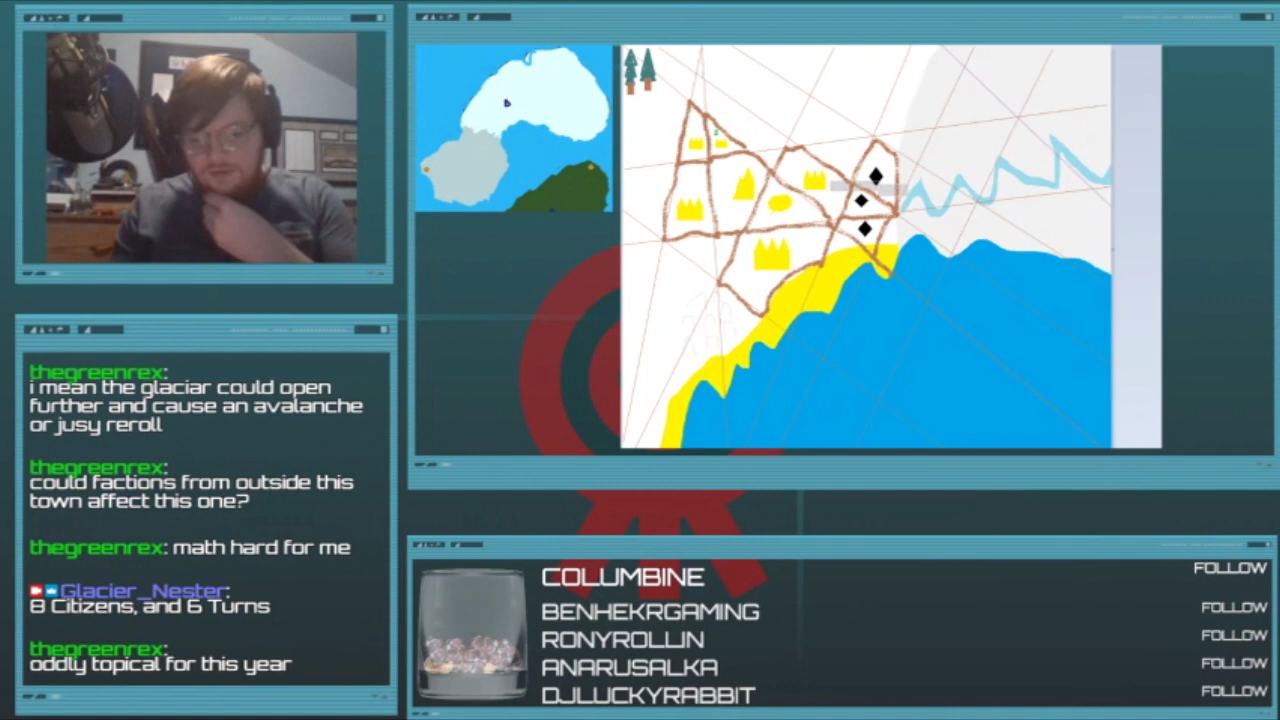 thegreenrex:
i mean the glaciar could open
further and cause an avalanche
or jusy reroll
thegreenrex:
could factions from outside this
town affect this one?
thegreenrex: math hard for me
Glacier_Nester:
8 Citizens, and 6 Turns
thegreenrex:
oddly topical for this year
COLUMBINE FOLLOW
BENHEKRGAMING FOLLOW
RONYROLLIN FOLLOW
ANARUSALKA FOLLOW
DJLUCKYRABBIT FOLLOW